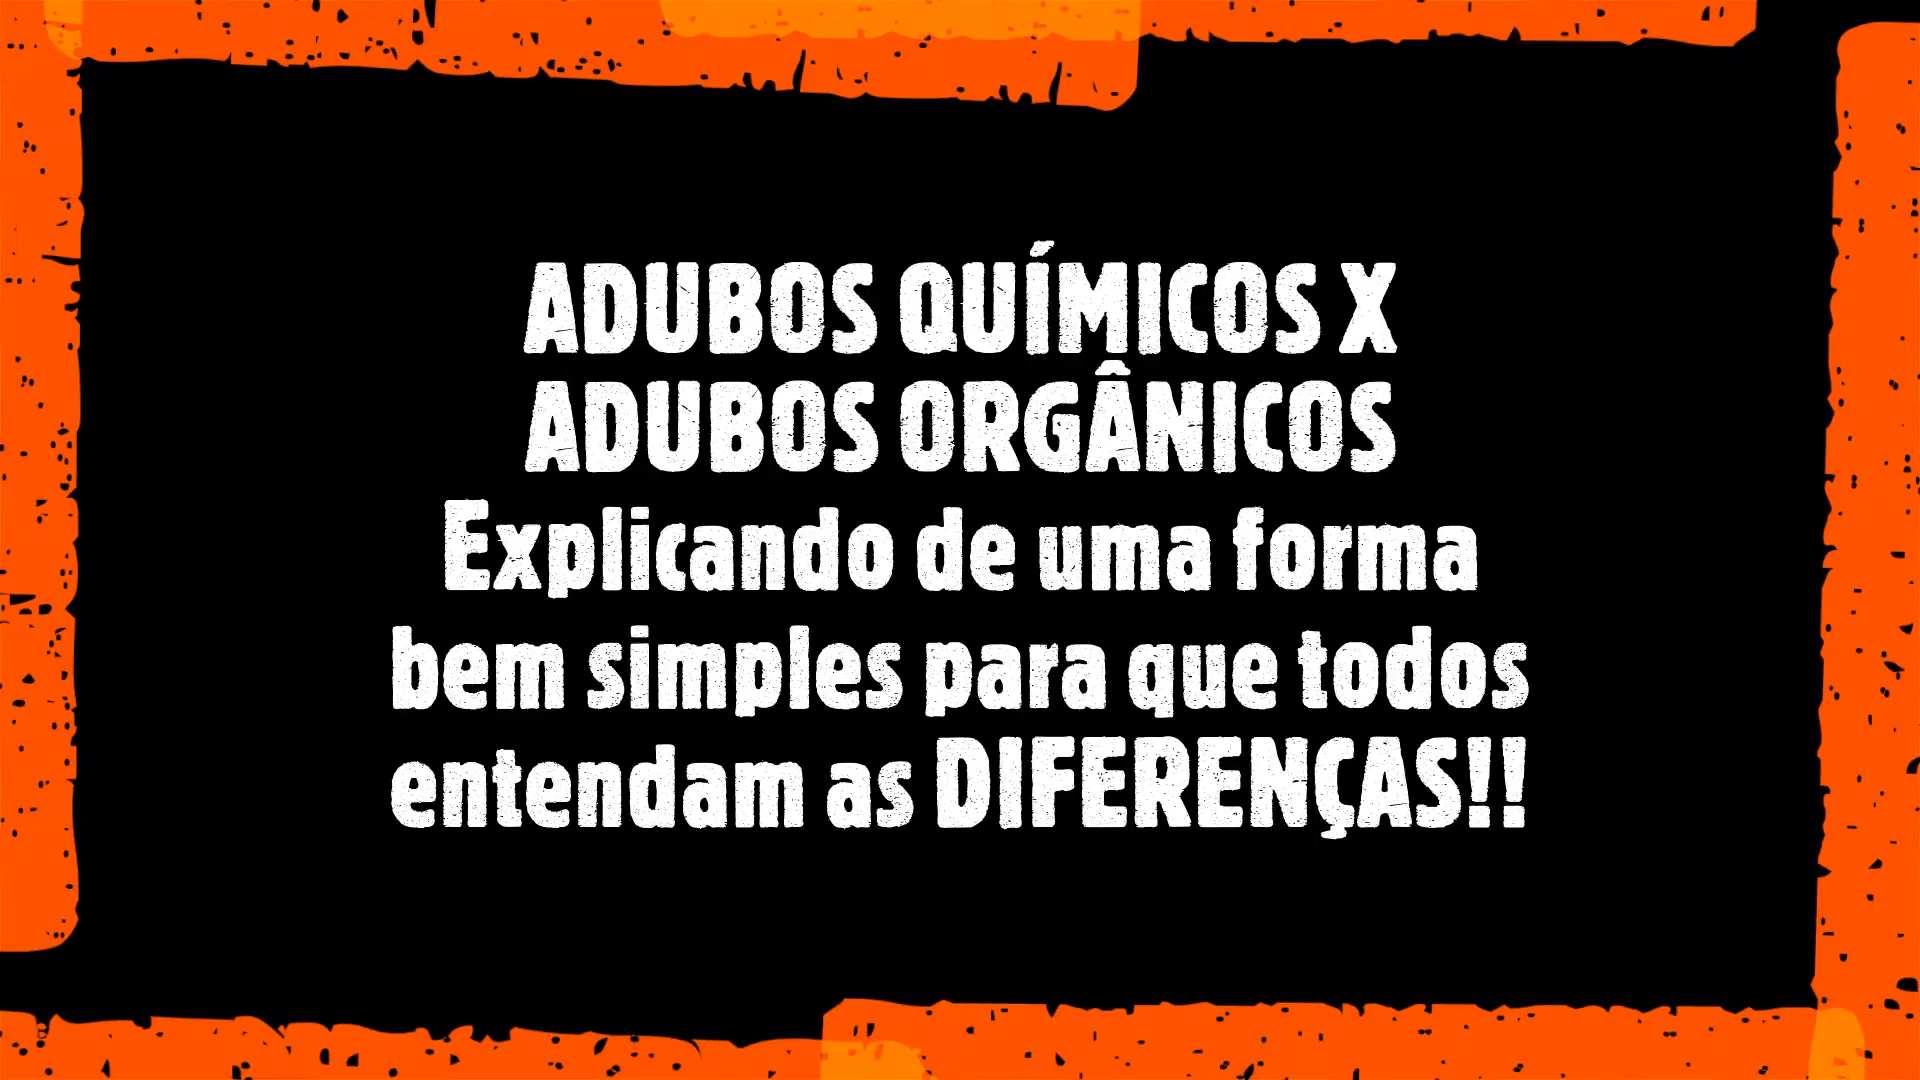 ADUBOS QUÍMICOS X
ADUBOS ORGÂNICOS
Explicando de uma forma
bem simples para que todos
entendam as DIFERENÇAS!!